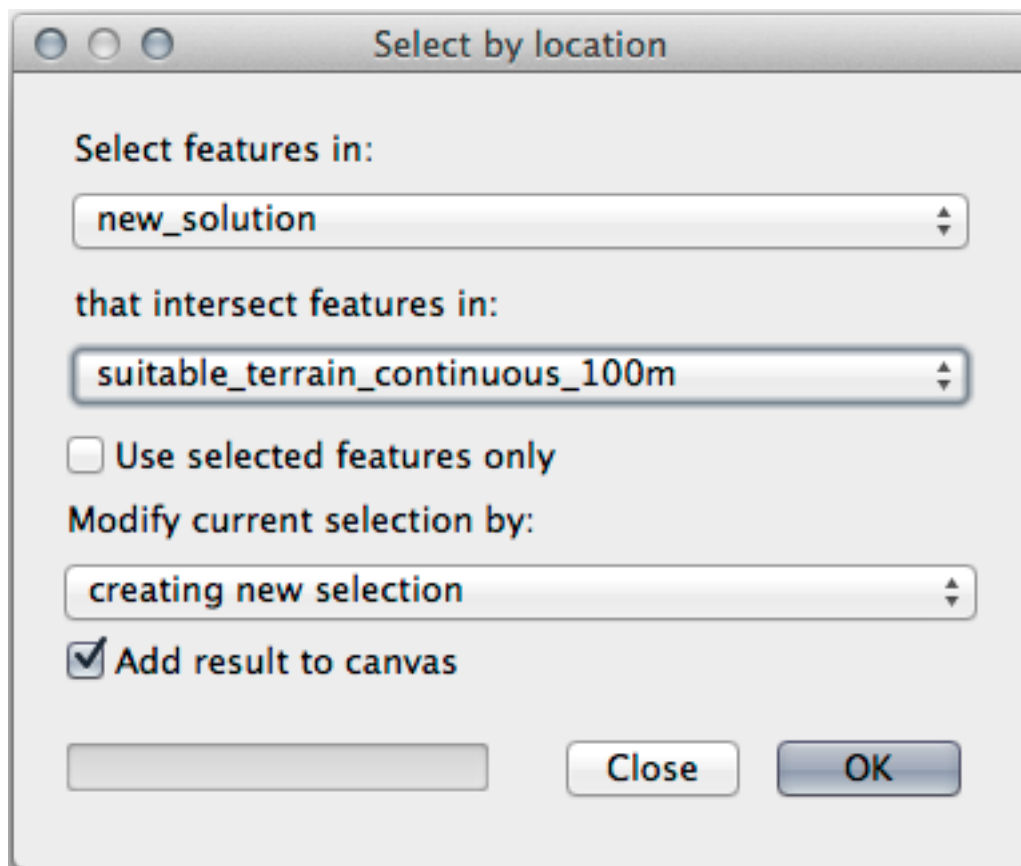 Select by location
Select features in:
new_solution
that intersect features in:
suitable_terrain_continuous_100m
Use selected features only
Modify current selection by:
creating new selection
Add result to canvas
Close OK